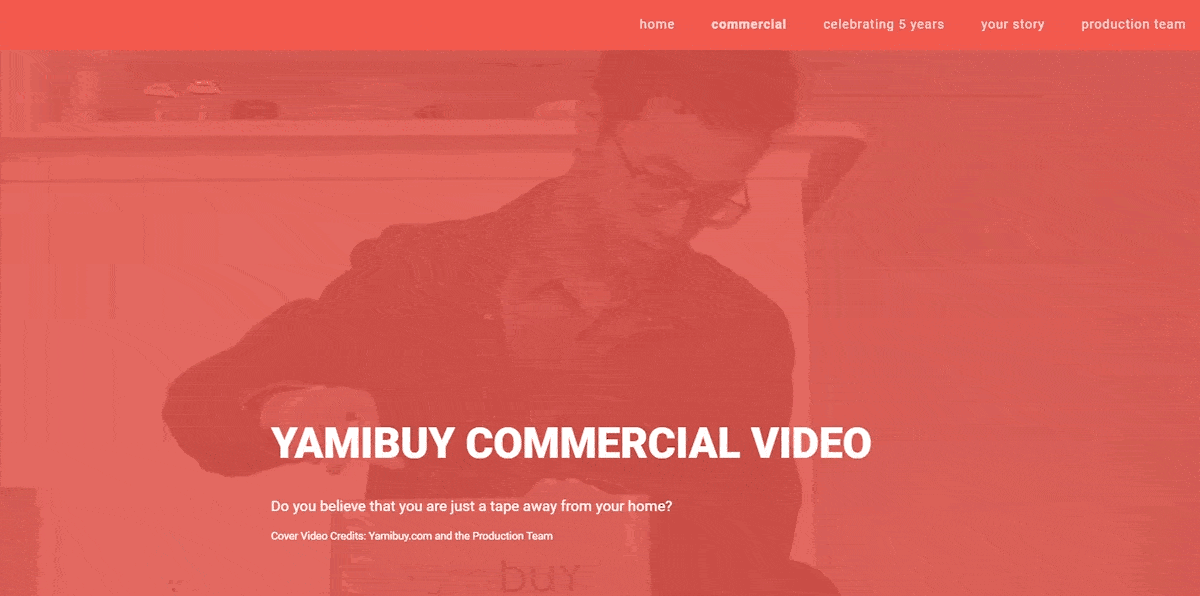 home commercial celebrating 5 years your story production team
YAMIBUY COMMERCIAL VIDEO
Do you believe that you are just a tape away from your home?
Cover Video Credits: Yamibuy.com and the Production Team
buy